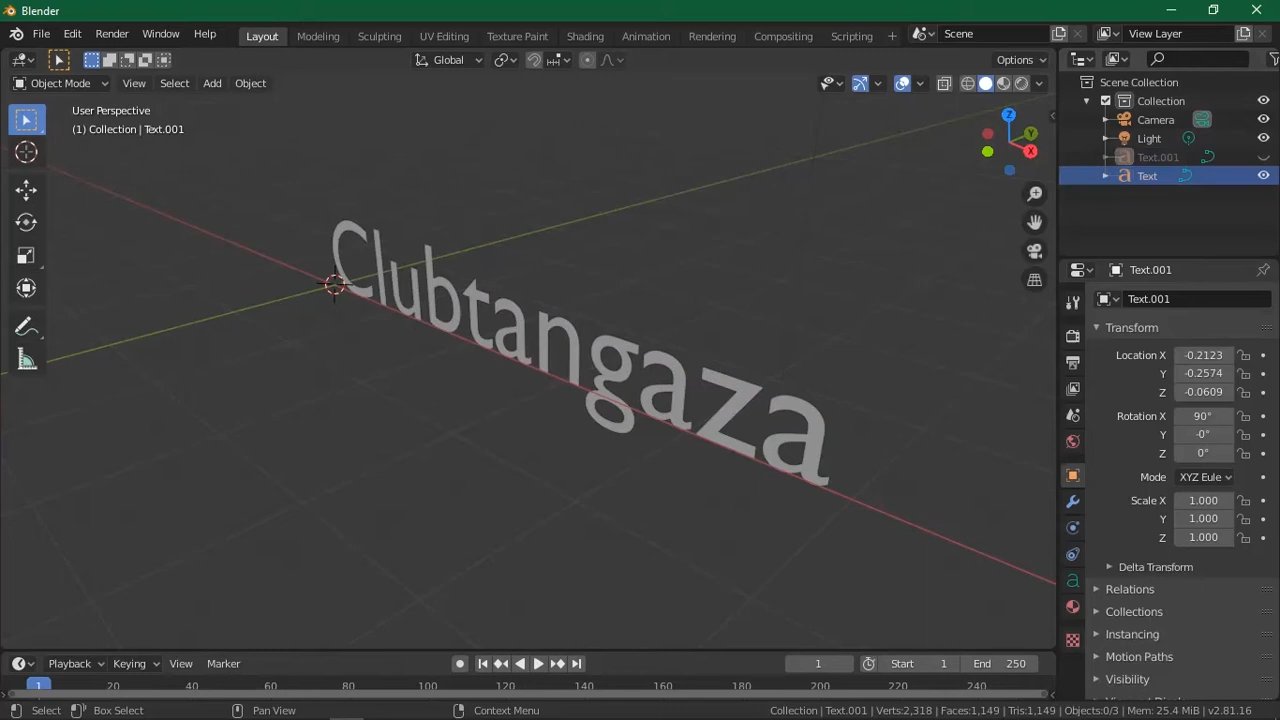 Blender
File Edit Render Window Help Layout Modeling Sculpting UV Editing Texture Paint Shading Animation Rendering Compositing Scripting + Scene View Layer
Global Options
Object Mode View Select Add Object
Scene Collection
Collection
Camera
Light
Text.001
Text
User Perspective
(1) Collection | Text.001
Z
Y
X
Clubtangaza
Text.001
Text.001
Transform
Location X -0.2123
Y -0.2574
Z -0.0609
Rotation X 90°
Y -0°
Z 0°
Mode XYZ Eule
Scale X 1.000
Y 1.000
Z 1.000
Delta Transform
Relations
Collections
Instancing
Motion Paths
Visibility
Playback Keying View Marker 1 Start 1 End 250
1 20 40 60 80 100 120 140 160 180 200 220 240
Select Box Select Pan View Context Menu Collection | Text.001 | Verts:2,318 | Faces:1,149 | Tris:1,149 | Objects:0/3 | Mem: 25.4 MiB | v2.81.16